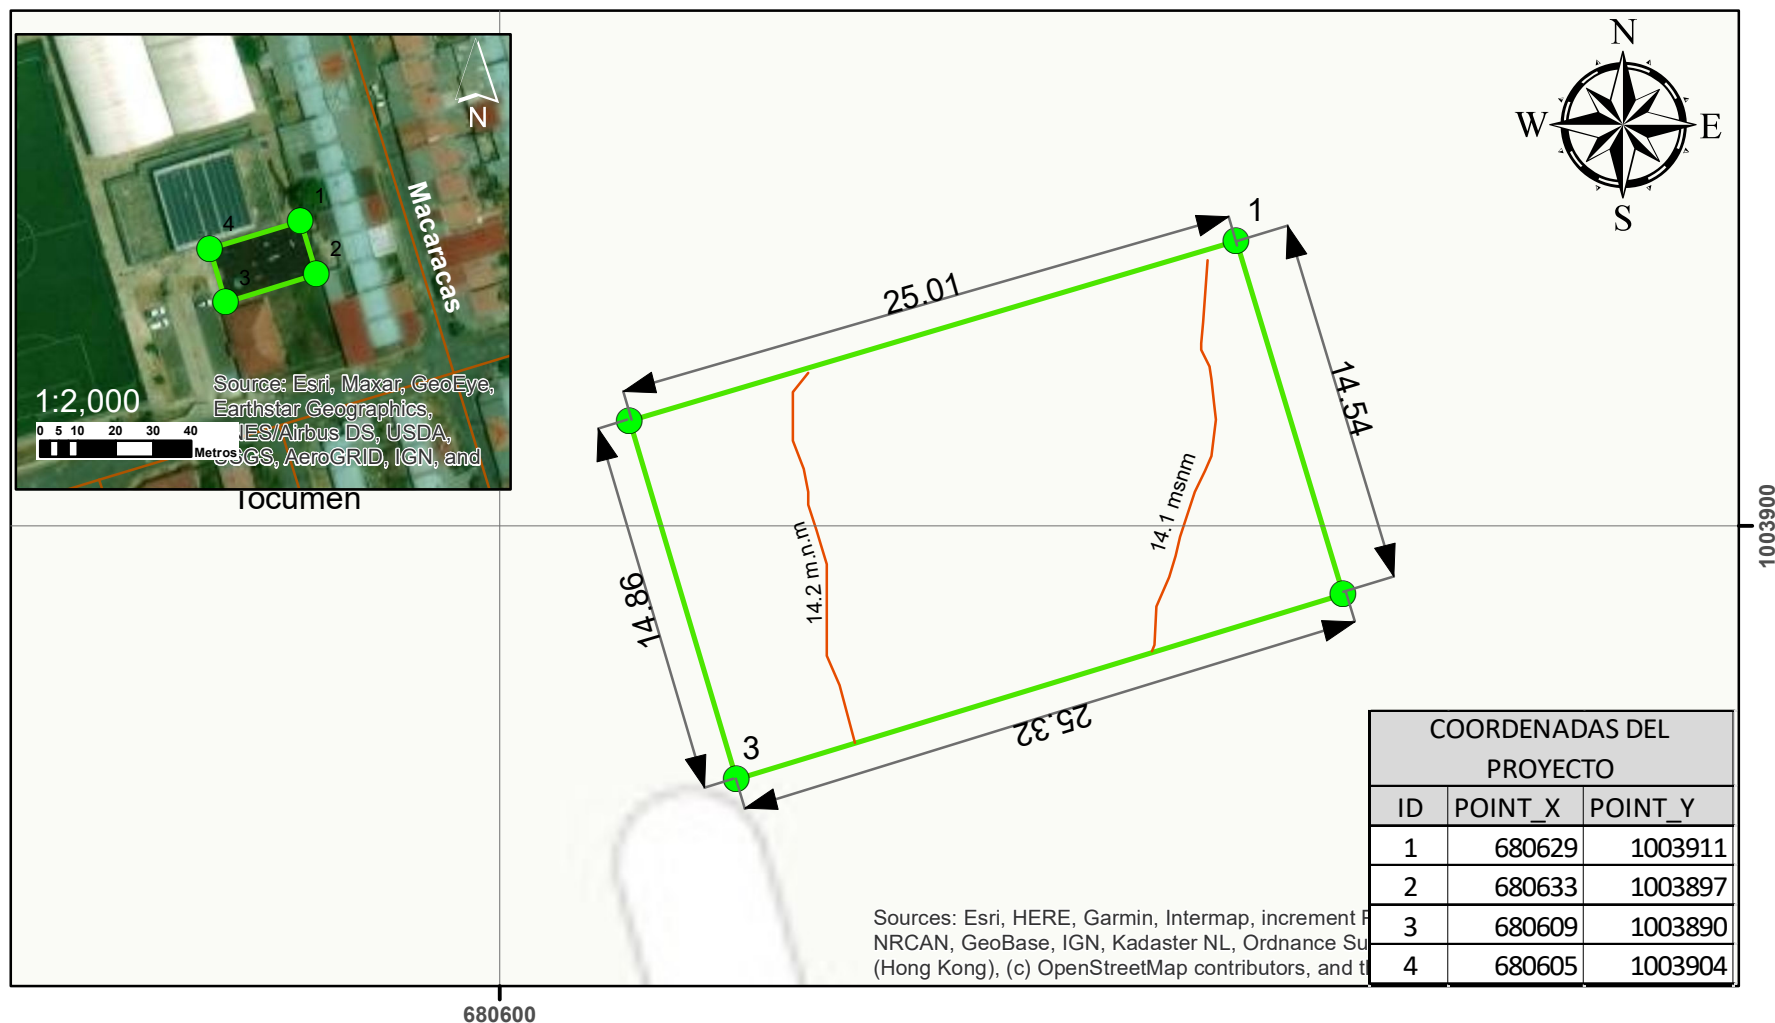 N
1
4
2
3
Macaracas
1:2,000
0 5 10 20 30 40
Metros
Source: Esri, Maxar, GeoEye,
Earthstar Geographics,
NES/Airbus DS, USDA,
USGS, AeroGRID, IGN, and
Tocumen
N
W E
S
1
25.01
14.54
14.1 msnm
14.2 m.n.m
14.86
25.32
3
1003900
680600
COORDENADAS DEL
PROYECTO
ID POINT_X POINT_Y
1 680629 1003911
2 680633 1003897
3 680609 1003890
4 680605 1003904
Sources: Esri, HERE, Garmin, Intermap, increment P
NRCAN, GeoBase, IGN, Kadaster NL, Ordnance Su
(Hong Kong), (c) OpenStreetMap contributors, and